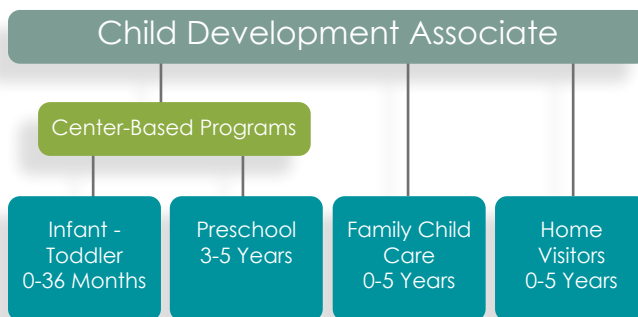 Child Development Associate
Center-Based Programs
Infant -
Toddler
0-36 Months
Preschool
3-5 Years
Family Child
Care
0-5 Years
Home
Visitors
0-5 Years